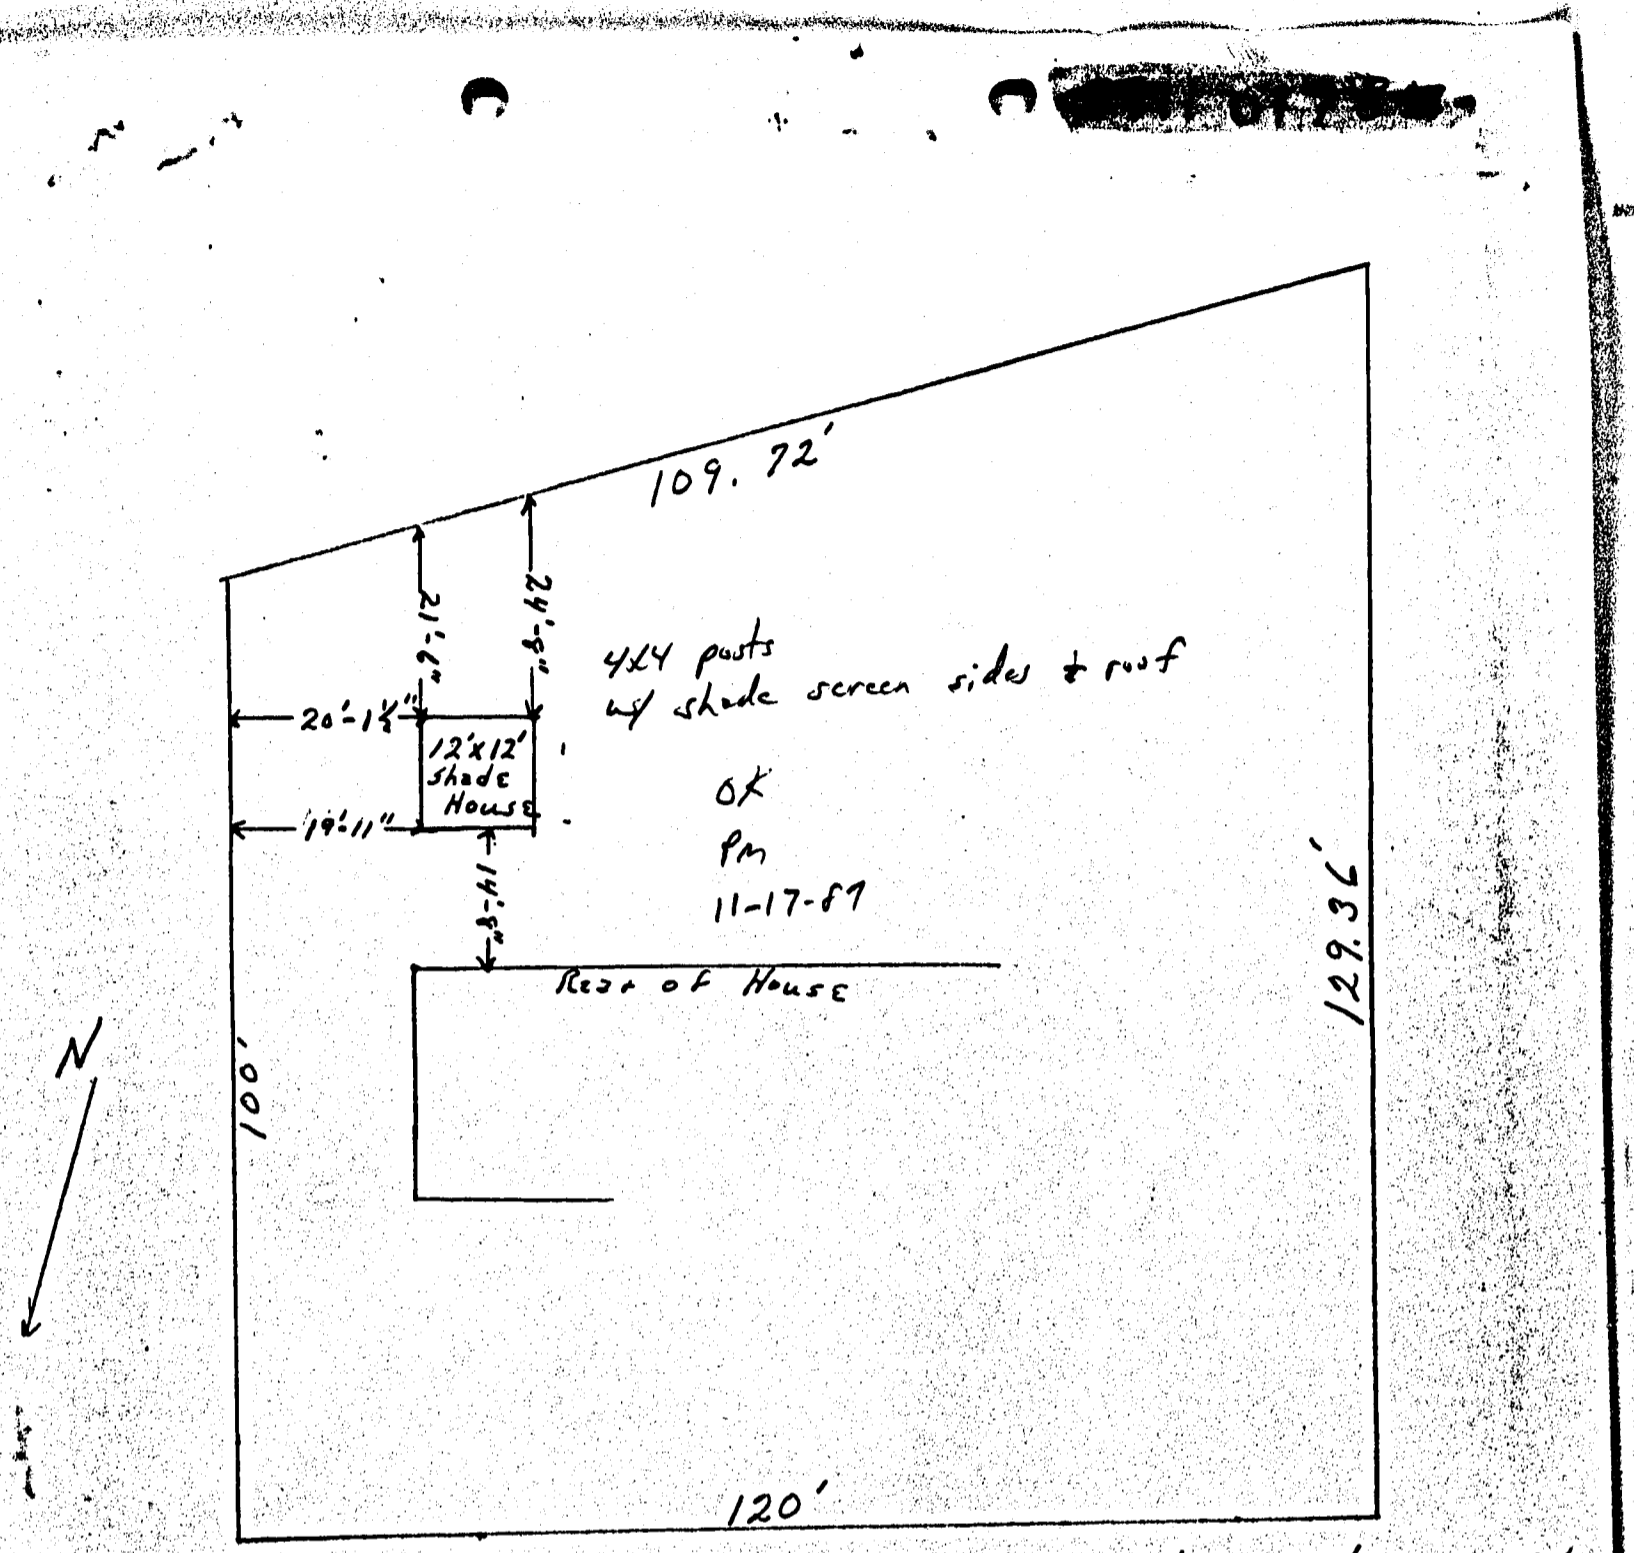 109.72'
21'-6"
24'-8"
4x4 posts
w/ shade screen sides & roof
20'-1½"
12'x12'
Shade
House
19'-11"
14'-8"
OK
PM
11-17-87
Rear of House
129.36'
100'
N
120'